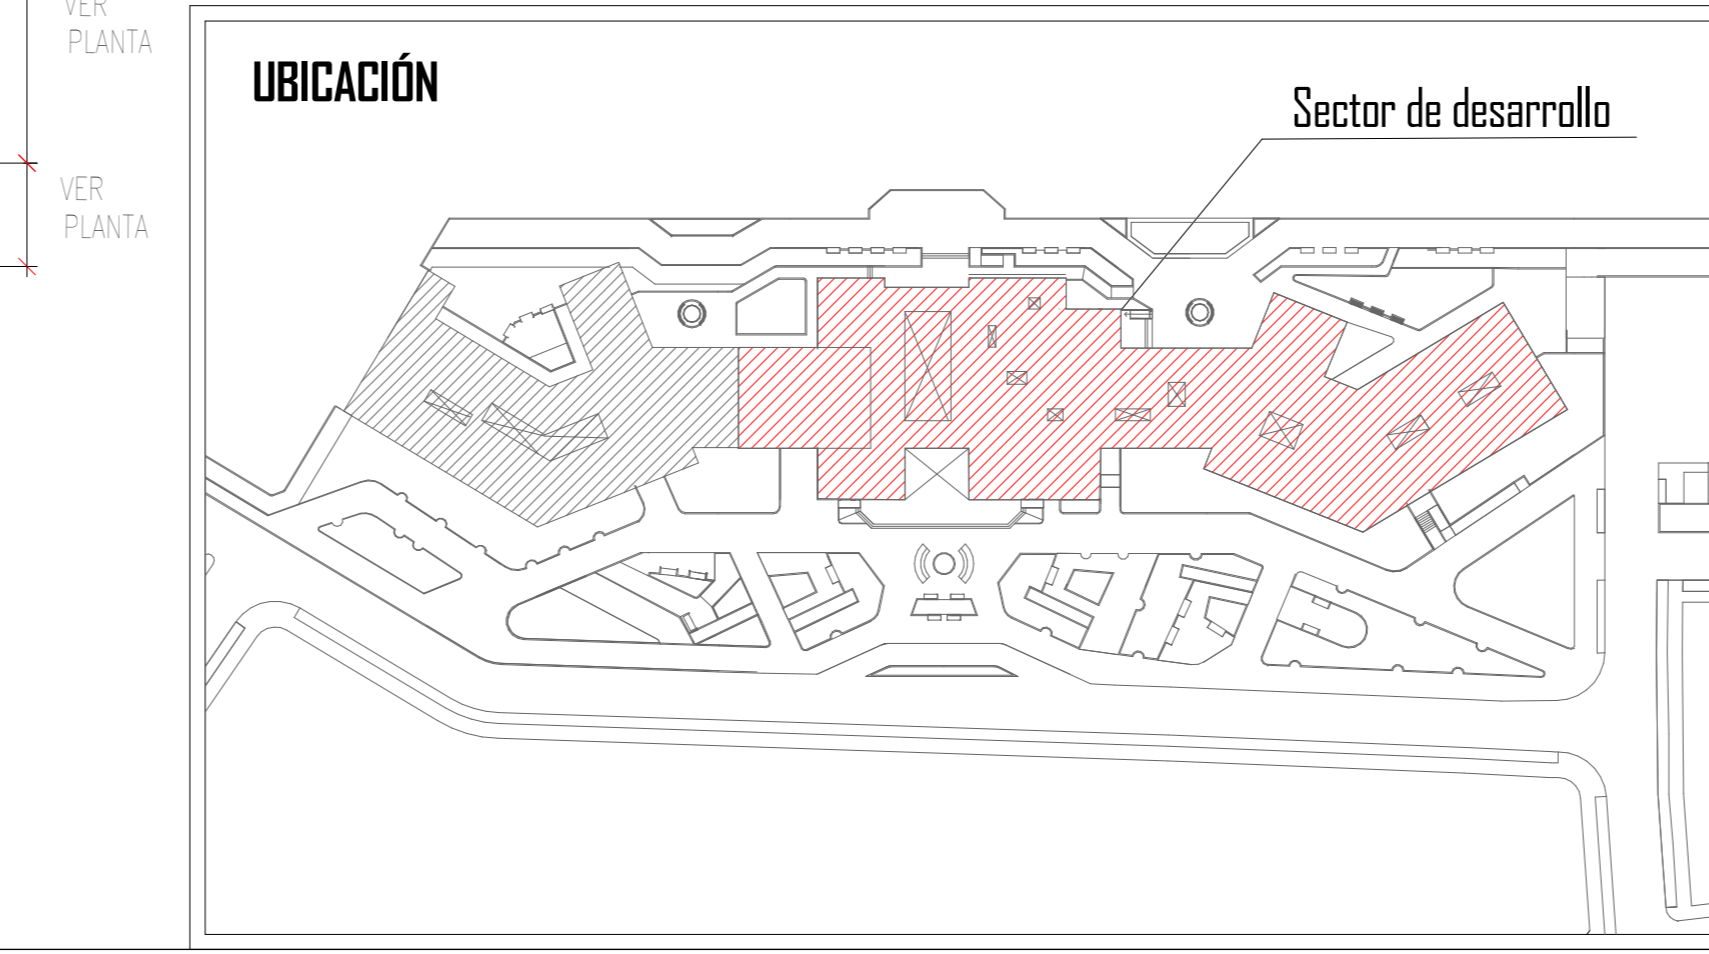 VER
PLANTA
UBICACIÓN
Sector de desarrollo
VER
PLANTA